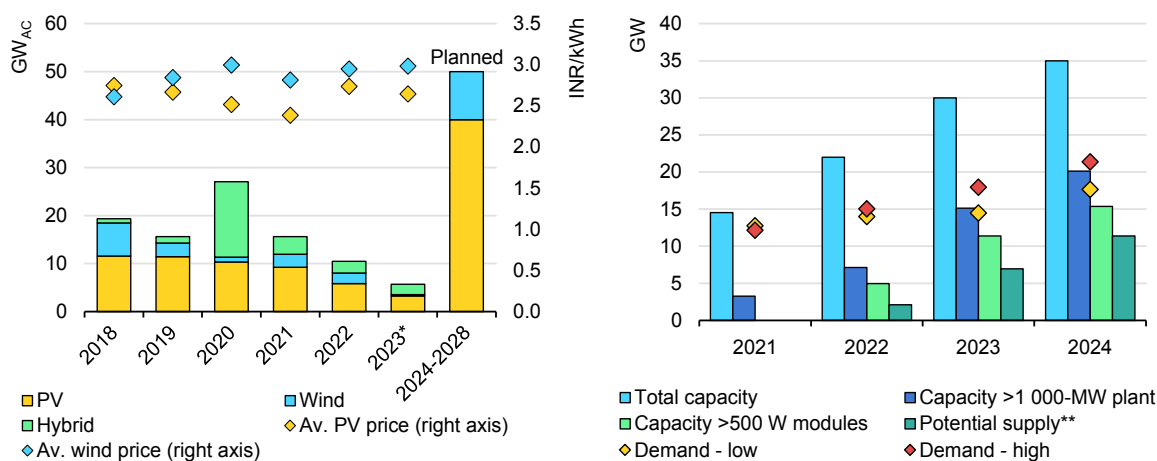 GW_AC
60
50
40
30
20
10
0
Planned
3.5
3.0
2.5
2.0
1.5
1.0
0.5
0.0
INR/kWh
2018
2019
2020
2021
2022
2023*
2024-2028
PV
Wind
Hybrid
Av. PV price (right axis)
Av. wind price (right axis)
GW
40
35
30
25
20
15
10
5
0
2021
2022
2023
2024
Total capacity
Capacity >1 000-MW plant
Capacity >500 W modules
Potential supply**
Demand - low
Demand - high